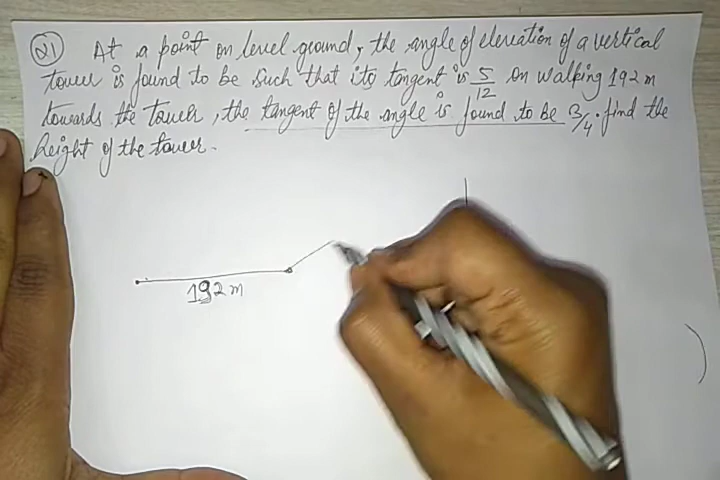 Q1 At a point on level ground, the angle of elevation of a vertical
tower is found to be such that its tangent is 5/12 on walking 192 m
towards the tower, the tangent of the angle is found to be 3/4. find the
height of the tower.
192 m